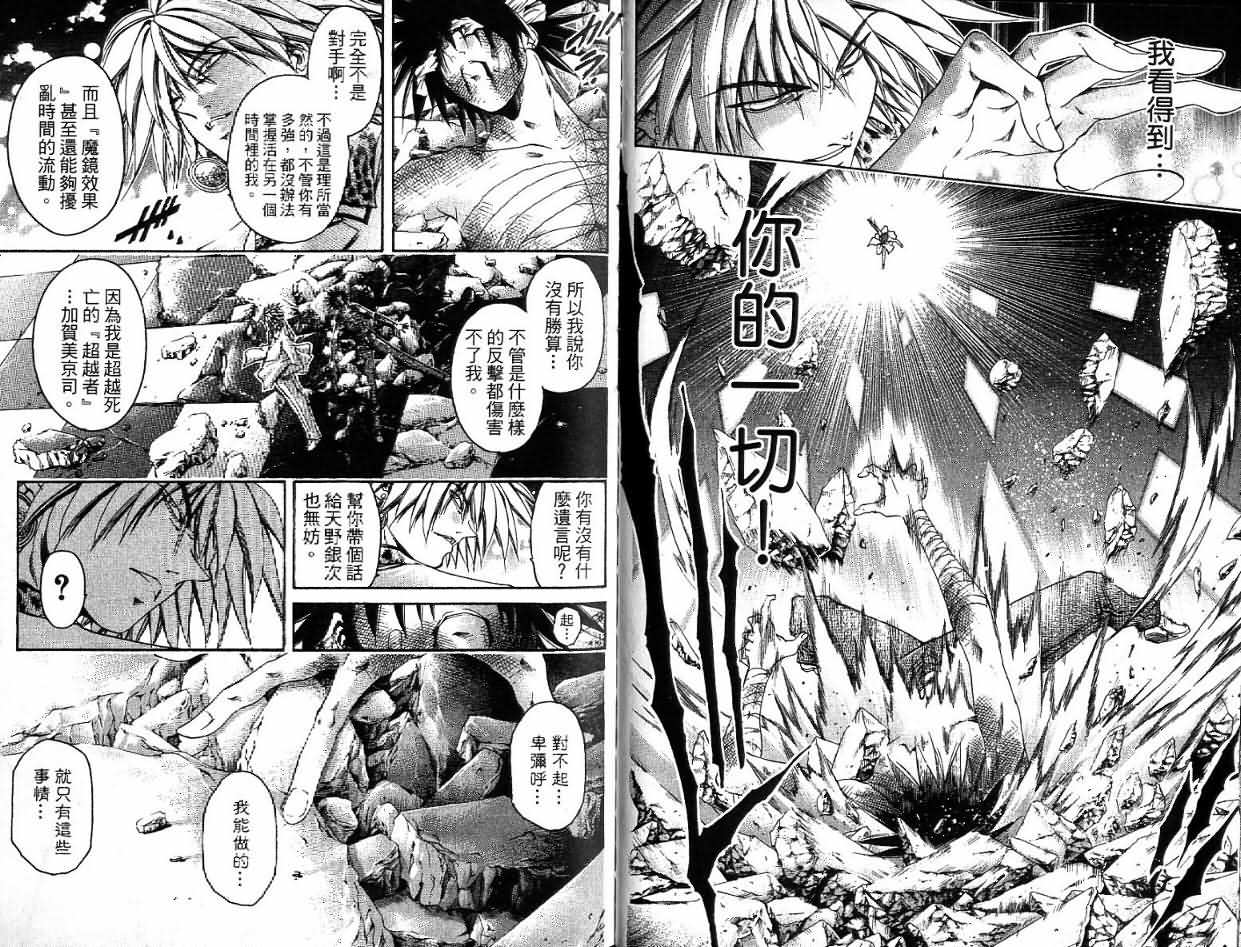 我看得到…
你的一切！
完全不是
對手啊…
不過這是理所當
然的，不管你有
多強，都沒辦法
掌握活在另一個
時間裡的我。
而且『魔鏡效果
』甚至還能夠擾
亂時間的流動。
所以我說你
沒有勝算…
不管是什麼樣
的反擊都傷害
不了我。
因為我是超越死
亡的『超越者』
…加賀美京司。
你有沒有什
麼遺言呢？
幫你帶個話
給天野銀次
也無妨。
起…
？
對不起…
卑彌呼…
我能做的…
就只有這些
事情…